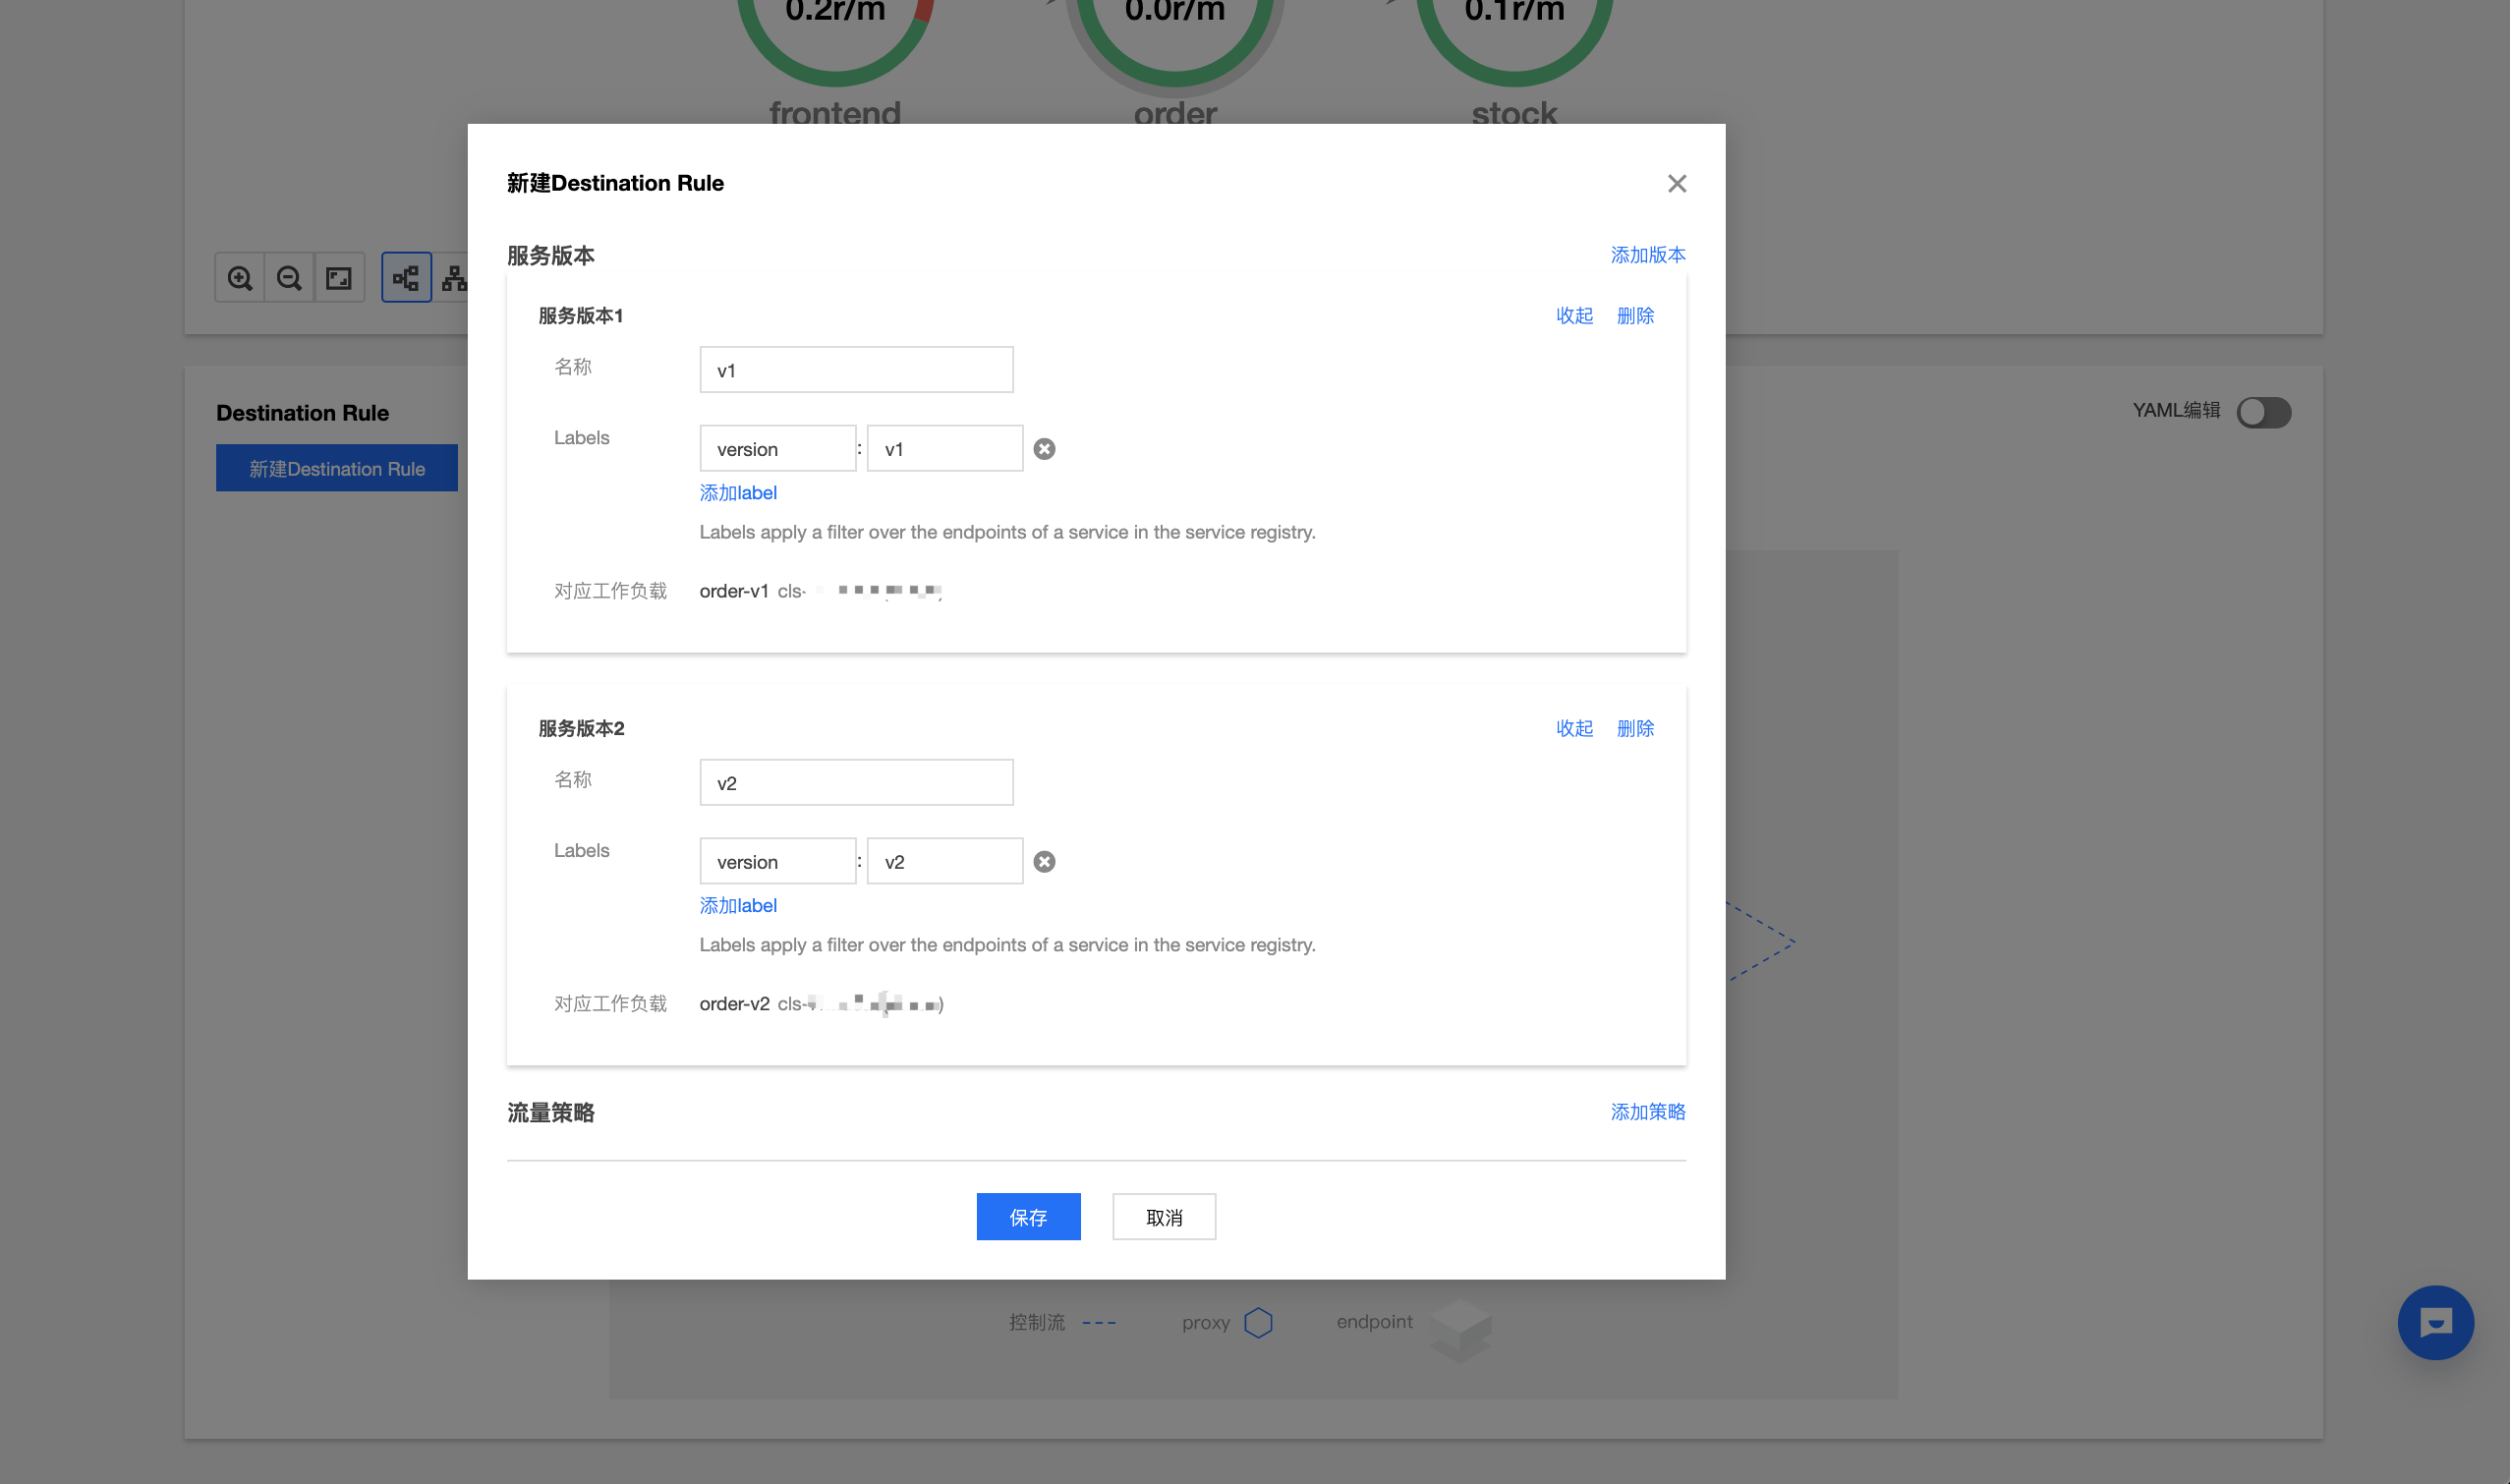 0.2r/m
0.0r/m
0.1r/m
frontend
order
stock
新建Destination Rule
服务版本
添加版本
服务版本1
收起
删除
名称
v1
Labels
version : v1
添加label
Labels apply a filter over the endpoints of a service in the service registry.
对应工作负载
order-v1 cls-
服务版本2
收起
删除
名称
v2
Labels
version : v2
添加label
Labels apply a filter over the endpoints of a service in the service registry.
对应工作负载
order-v2 cls-
流量策略
添加策略
保存
取消
Destination Rule
新建Destination Rule
YAML编辑
控制流
proxy
endpoint